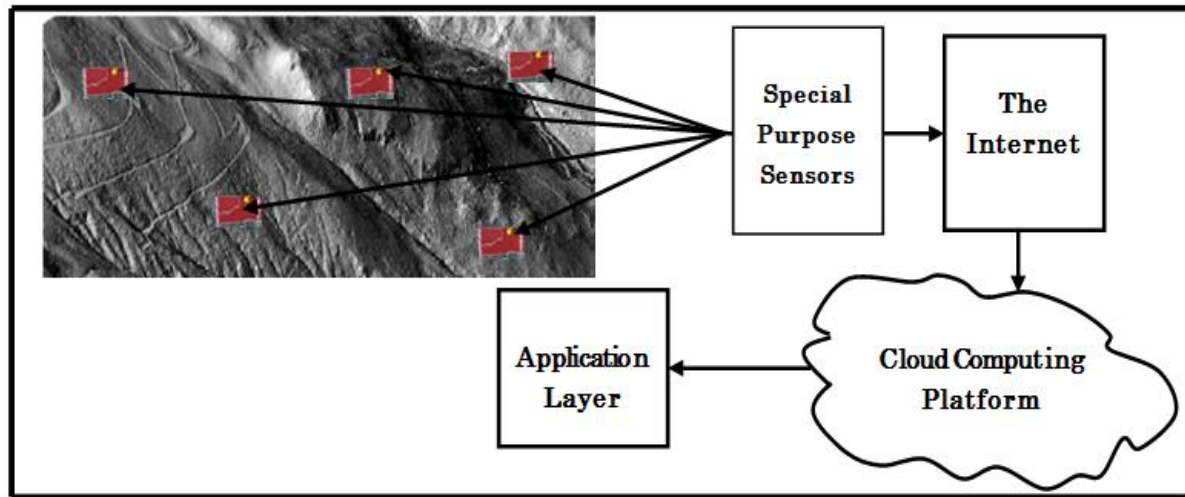 Special
Purpose
Sensors
The
Internet
Application
Layer
Cloud Computing
Platform